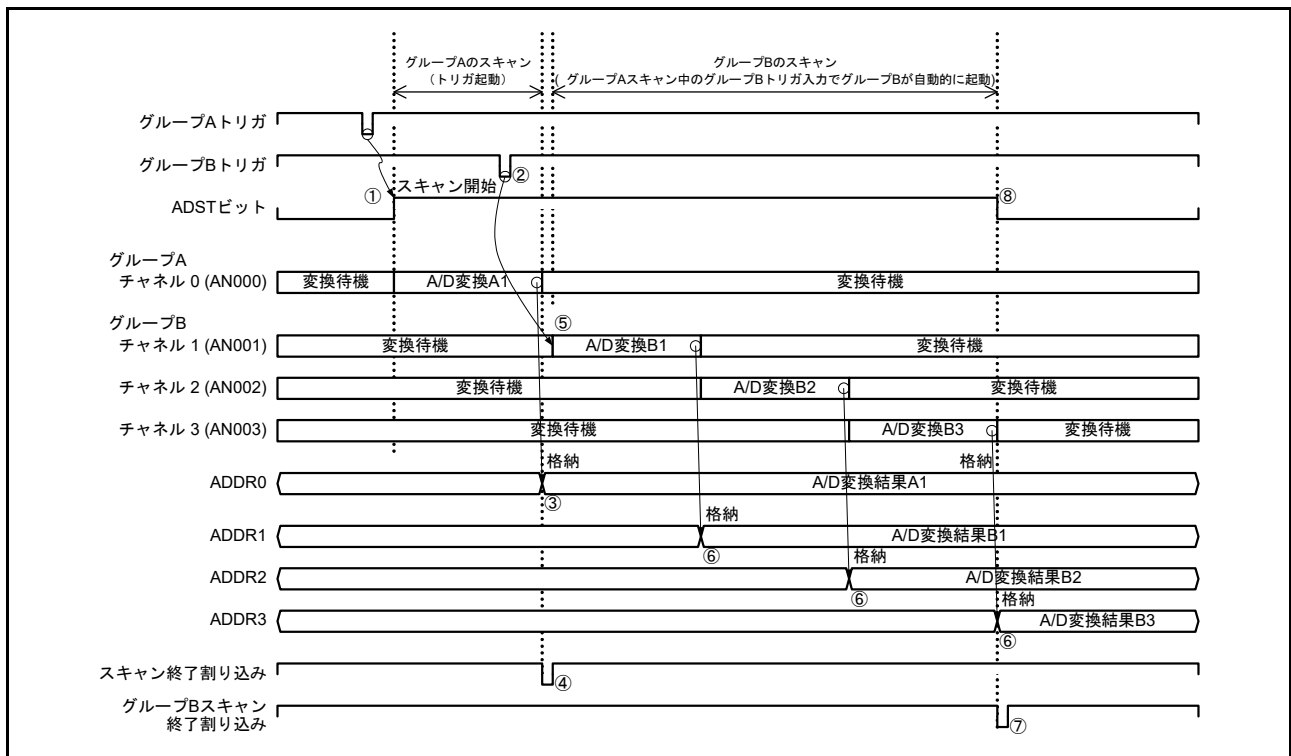 グループAのスキャン
(トリガ起動)
グループBのスキャン
( グループAスキャン中のグループBトリガ入力でグループBが自動的に起動)
グループAトリガ
グループBトリガ
②
① スキャン開始 ⑧
ADSTビット
グループA
チャネル 0 (AN000) 変換待機 A/D変換A1 変換待機
グループB
⑤
チャネル 1 (AN001) 変換待機 A/D変換B1 変換待機
チャネル 2 (AN002) 変換待機 A/D変換B2 変換待機
チャネル 3 (AN003) 変換待機 A/D変換B3 変換待機
格納 格納
ADDR0 A/D変換結果A1
③
格納
ADDR1 A/D変換結果B1
⑥ 格納
ADDR2 A/D変換結果B2
⑥ 格納
ADDR3 A/D変換結果B3
⑥
スキャン終了割り込み
④
グループBスキャン
終了割り込み
⑦